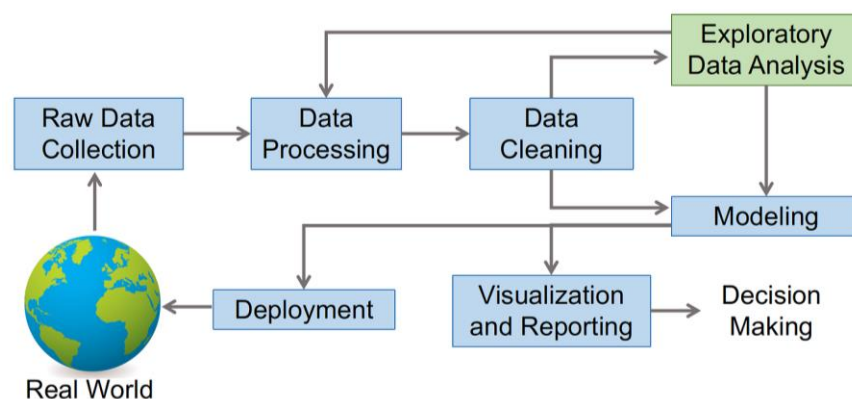 Exploratory
Data Analysis
Raw Data
Collection
Data
Processing
Data
Cleaning
Modeling
Deployment
Visualization
and Reporting
Decision
Making
Real World